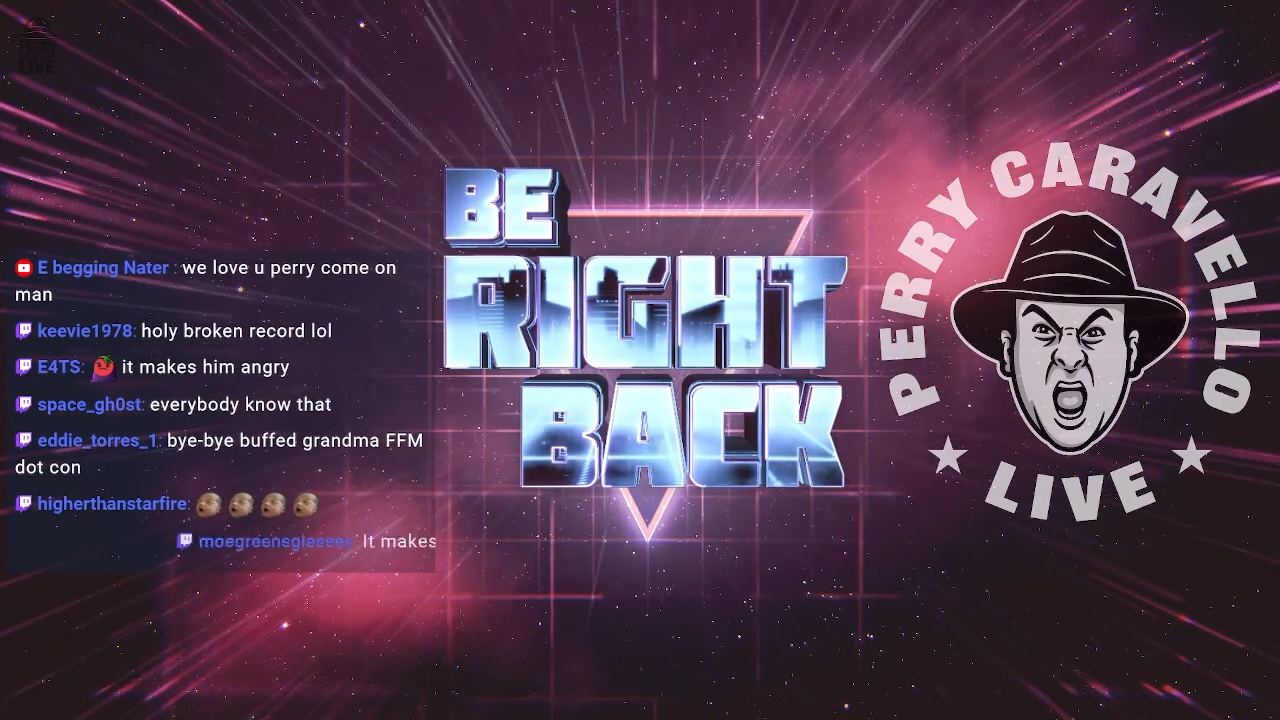 LIVE
E begging Nater : we love u perry come on
man
keevie1978: holy broken record lol
E4TS: it makes him angry
space_gh0st: everybody know that
eddie_torres_1: bye-bye buffed grandma FFM
dot con
higherthanstarfire:
It makes
BE
RIGHT
BACK
PERRY CARAVELLO
LIVE